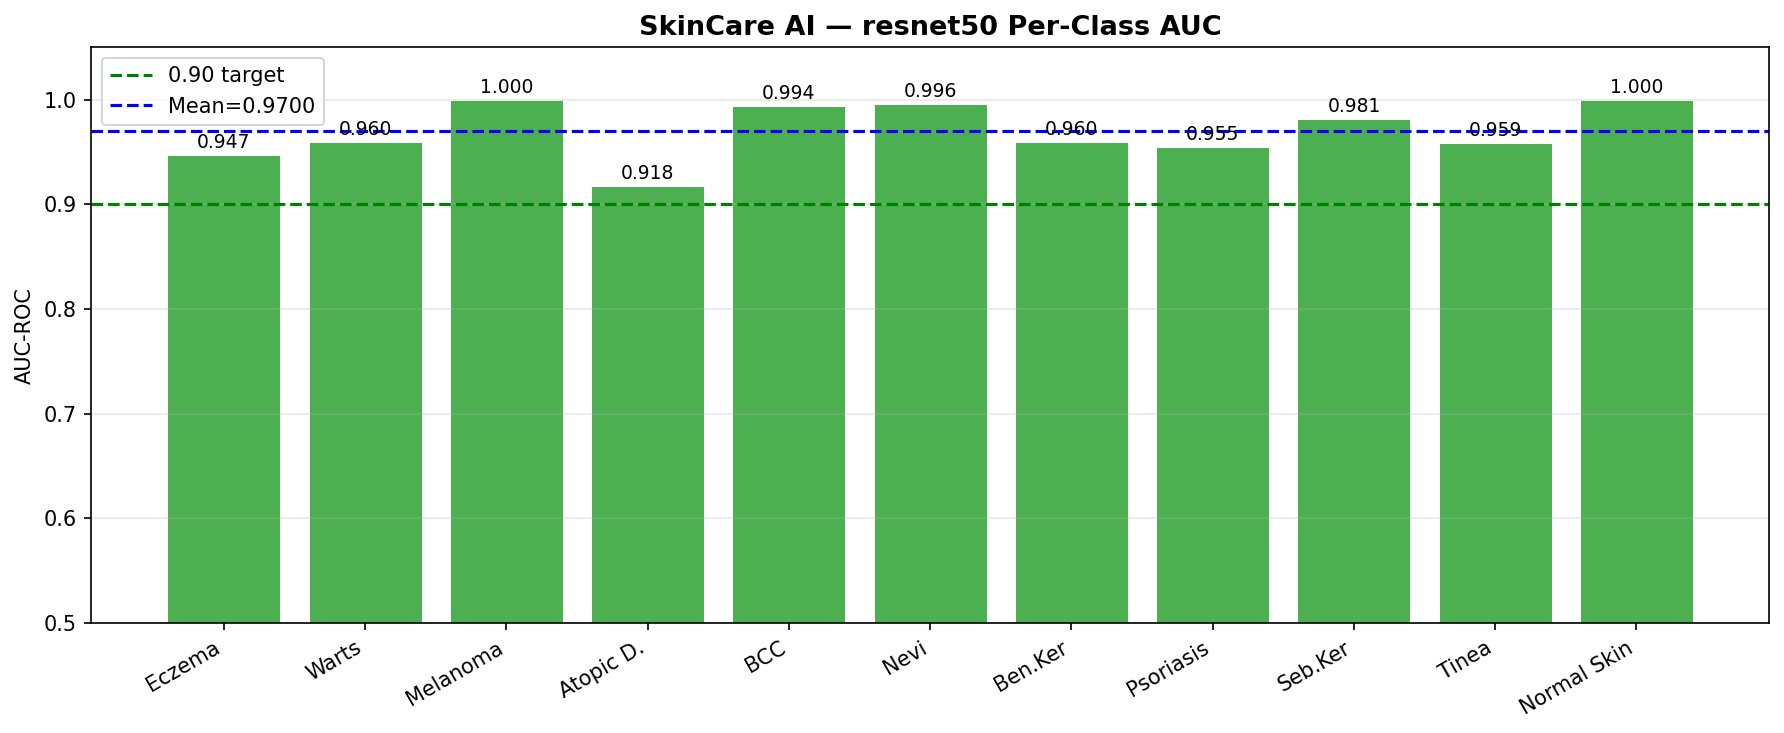 SkinCare AI — resnet50 Per-Class AUC
0.90 target
Mean=0.9700
AUC-ROC
1.0
0.9
0.8
0.7
0.6
0.5
0.947
0.960
1.000
0.918
0.994
0.996
0.960
0.955
0.981
0.959
1.000
Eczema
Warts
Melanoma
Atopic D.
BCC
Nevi
Ben.Ker
Psoriasis
Seb.Ker
Tinea
Normal Skin